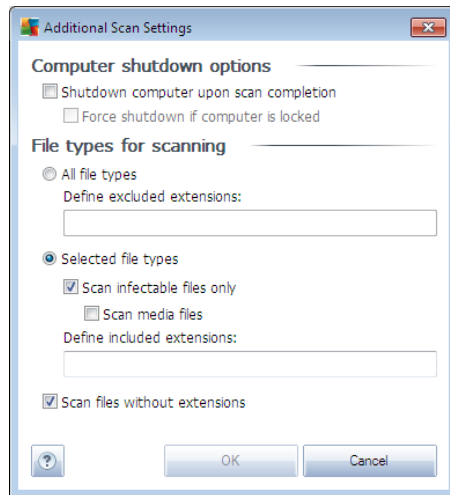 Additional Scan Settings
Computer shutdown options
Shutdown computer upon scan completion
Force shutdown if computer is locked
File types for scanning
All file types
Define excluded extensions:
Selected file types
Scan infectable files only
Scan media files
Define included extensions:
Scan files without extensions
?
OK
Cancel